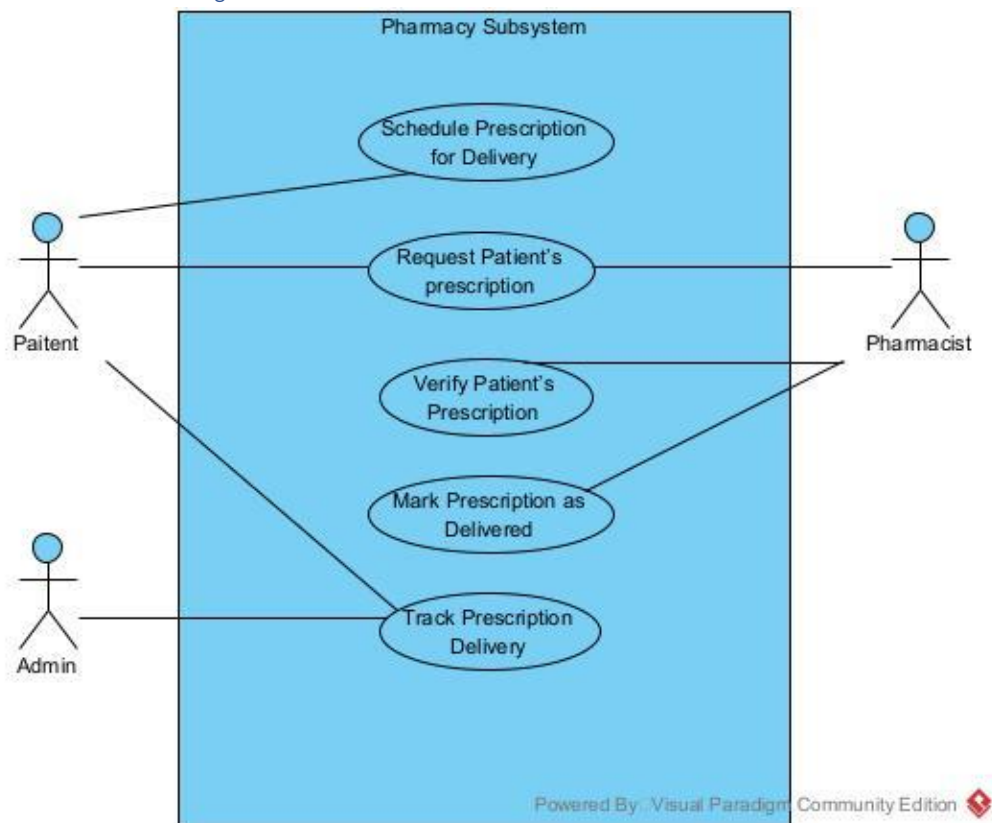 Pharmacy Subsystem
Schedule Prescription
for Delivery
Request Patient's
prescription
Paitent
Pharmacist
Verify Patient's
Prescription
Mark Prescription as
Delivered
Track Prescription
Delivery
Admin
Powered By Visual Paradigm Community Edition